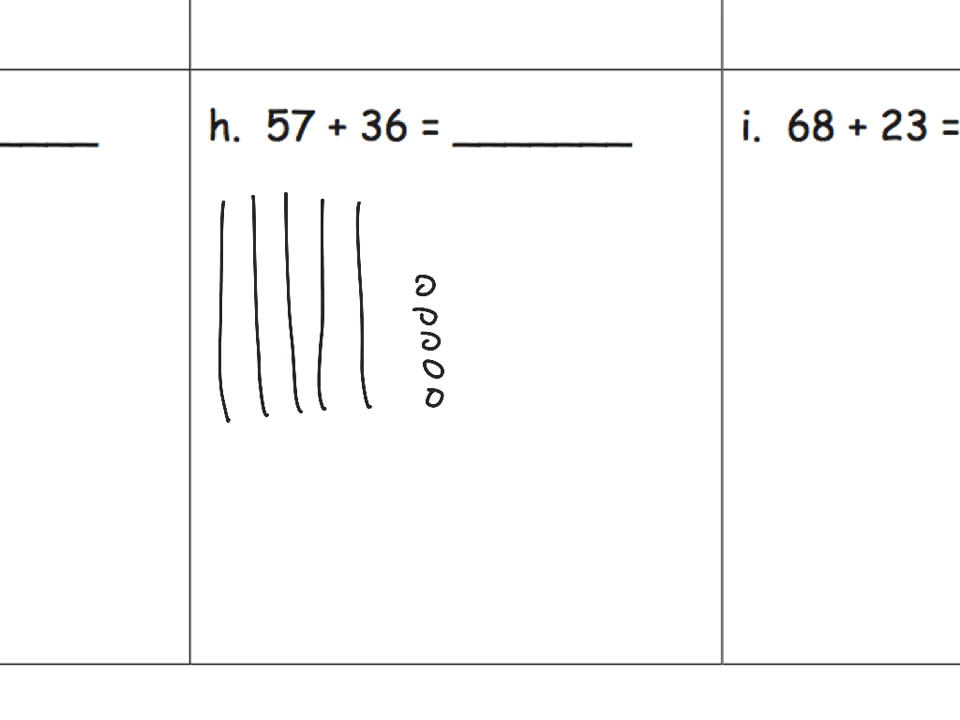 h. 57 + 36 = ________ i. 68 + 23 =